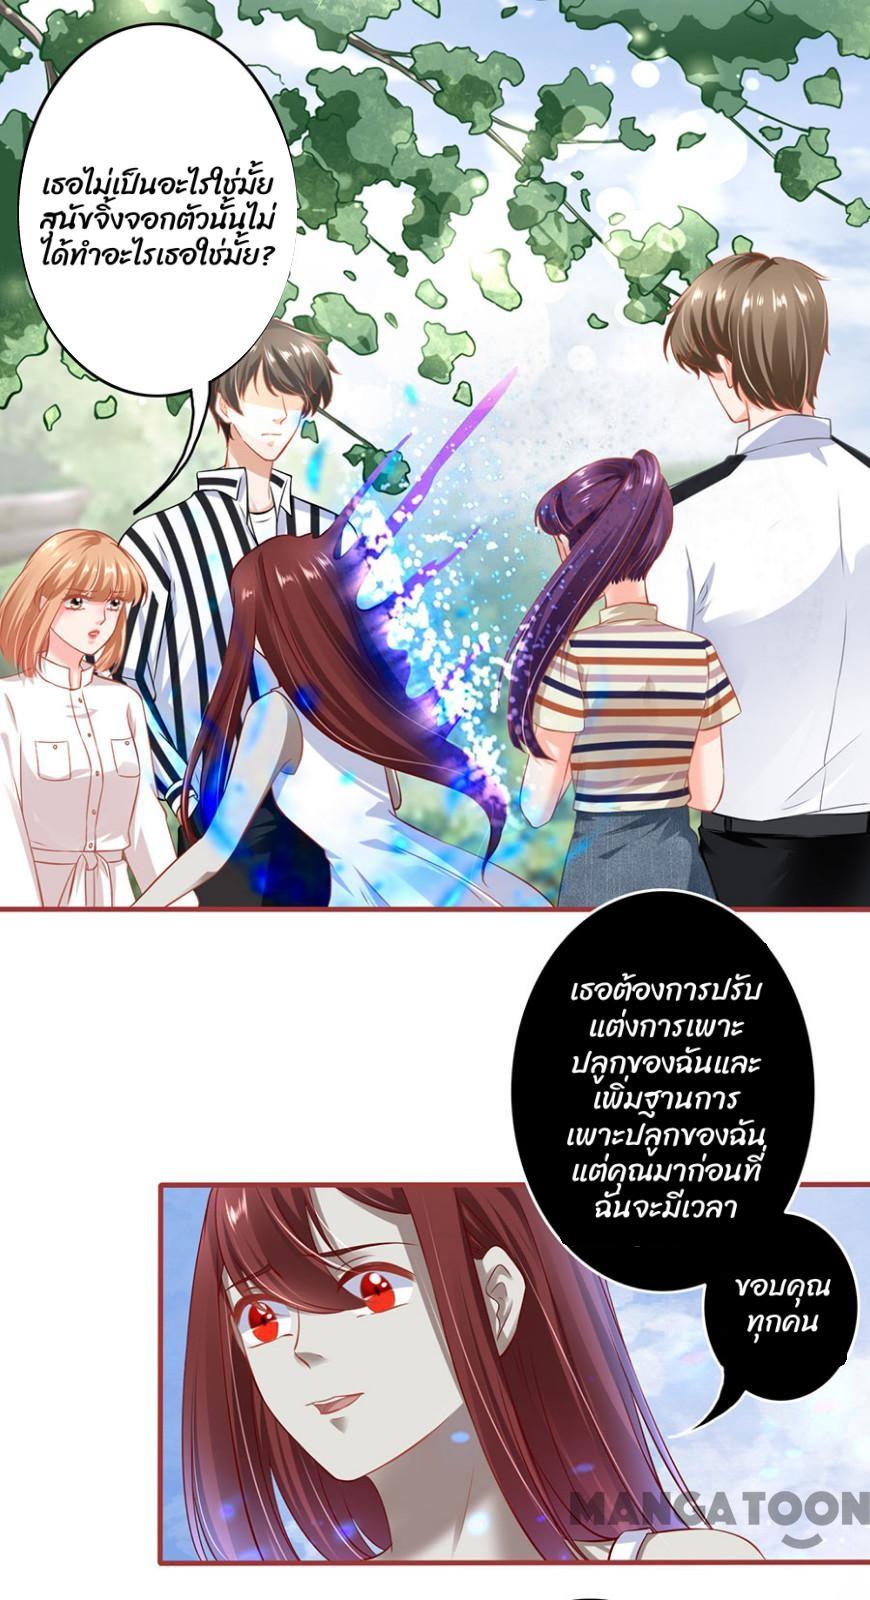 เธอไม่เป็นอะไรใช่มั้ย
สุนัขจิ้งจอกตัวนั้นไม่
ได้ทำอะไรเธอใช่มั้ย?
เธอต้องการปรับ
แต่งการเพาะ
ปลูกของฉันและ
เพิ่มฐานการ
เพาะปลูกของฉัน
แต่คุณมาก่อนที่
ฉันจะมีเวลา
ขอบคุณ
ทุกคน
MANGATOON